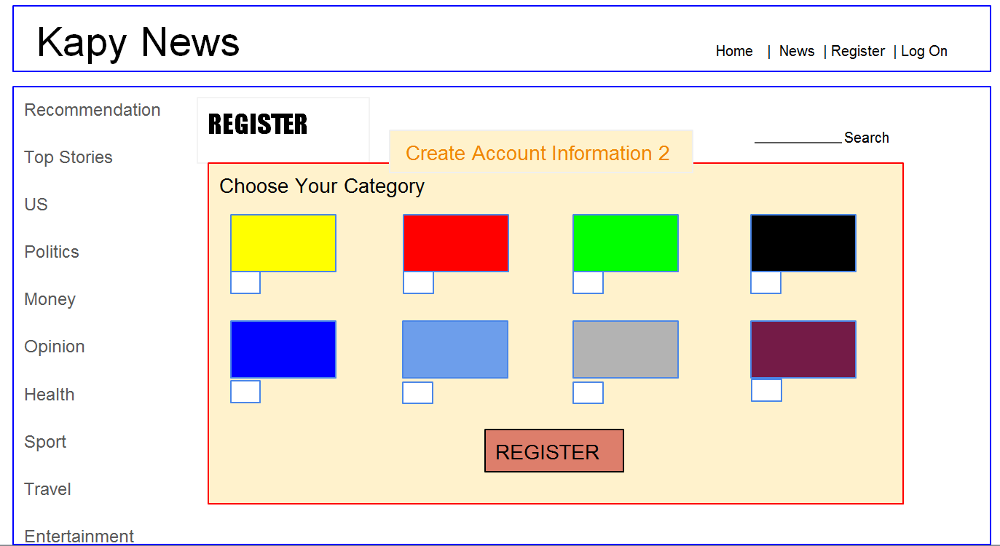 Kapy News
Home | News | Register | Log On
Recommendation
Top Stories
US
Politics
Money
Opinion
Health
Sport
Travel
Entertainment
REGISTER
Search
Create Account Information 2
Choose Your Category
REGISTER